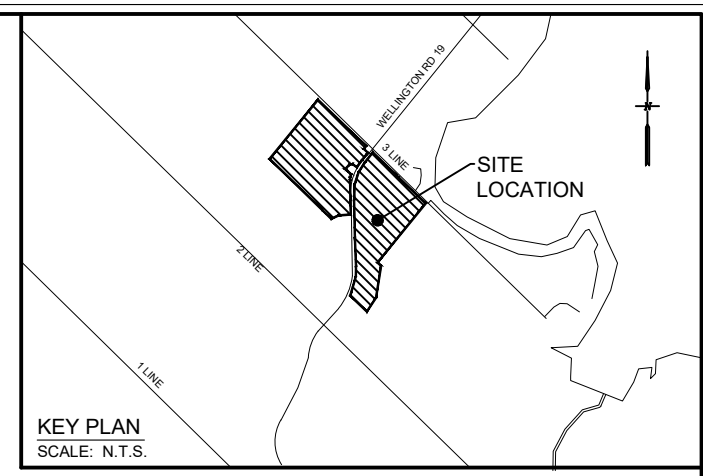 WELLINGTON RD 19
N
3 LINE
SITE
LOCATION
2 LINE
1 LINE
KEY PLAN
SCALE: N.T.S.